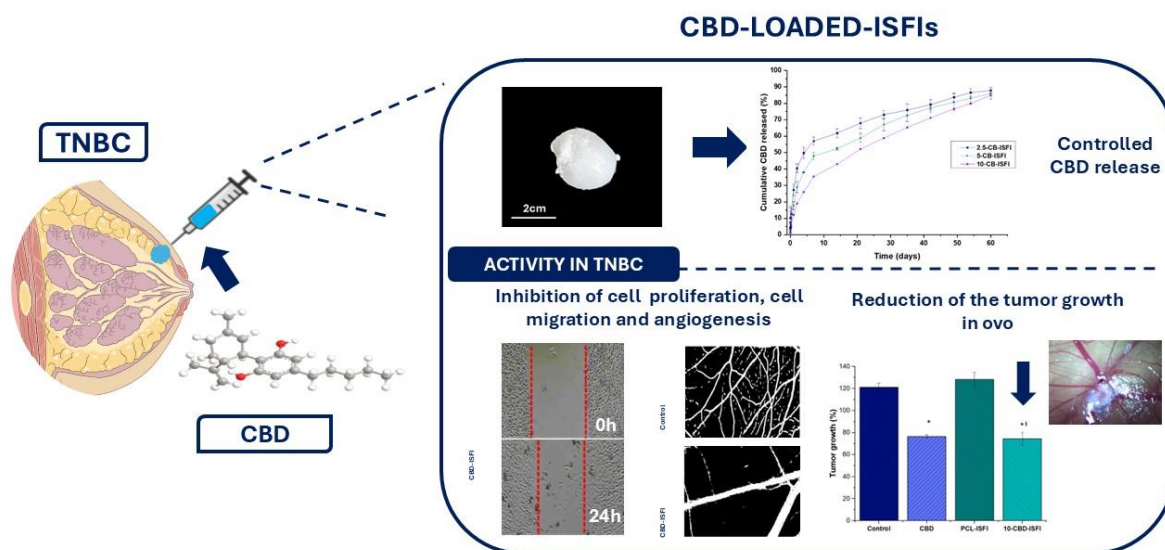 CBD-LOADED-ISFIs
TNBC
CBD
2cm
Cumulative CBD released (%)
90
80
70
60
50
40
30
20
10
0
0 10 20 30 40 50 60
Time (days)
2.5-CB-ISFI
5-CB-ISFI
10-CB-ISFI
Controlled
CBD release
ACTIVITY IN TNBC
Inhibition of cell proliferation, cell
migration and angiogenesis
CBD-ISFI
0h
24h
Control
CBD-ISFI
Reduction of the tumor growth
in ovo
Tumor growth (%)
140
120
100
80
60
40
20
0
*
Control CBD PCL-ISFI 10-CBD-ISFI